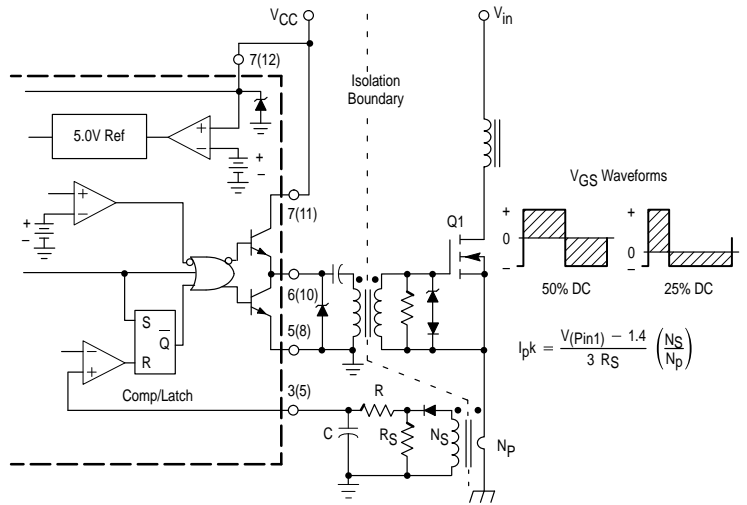 VCC
Vin
7(12)
Isolation
Boundary
5.0V Ref
+
−
+
−
VGS Waveforms
+
−
+
−
7(11)
Q1
+
0
−
+
0
−
50% DC
25% DC
6(10)
5(8)
S
Q
R
−
+
Comp/Latch
Ipk = V(Pin1) − 1.4 / 3 RS (NS/Np)
3(5)
R
C
RS
NS
NP